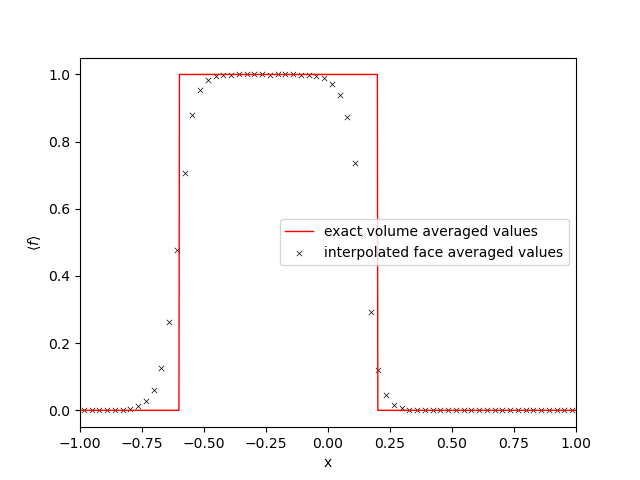 1.0
0.8
0.6
0.4
0.2
0.0
⟨f⟩
exact volume averaged values
interpolated face averaged values
−1.00 −0.75 −0.50 −0.25 0.00 0.25 0.50 0.75 1.00
x